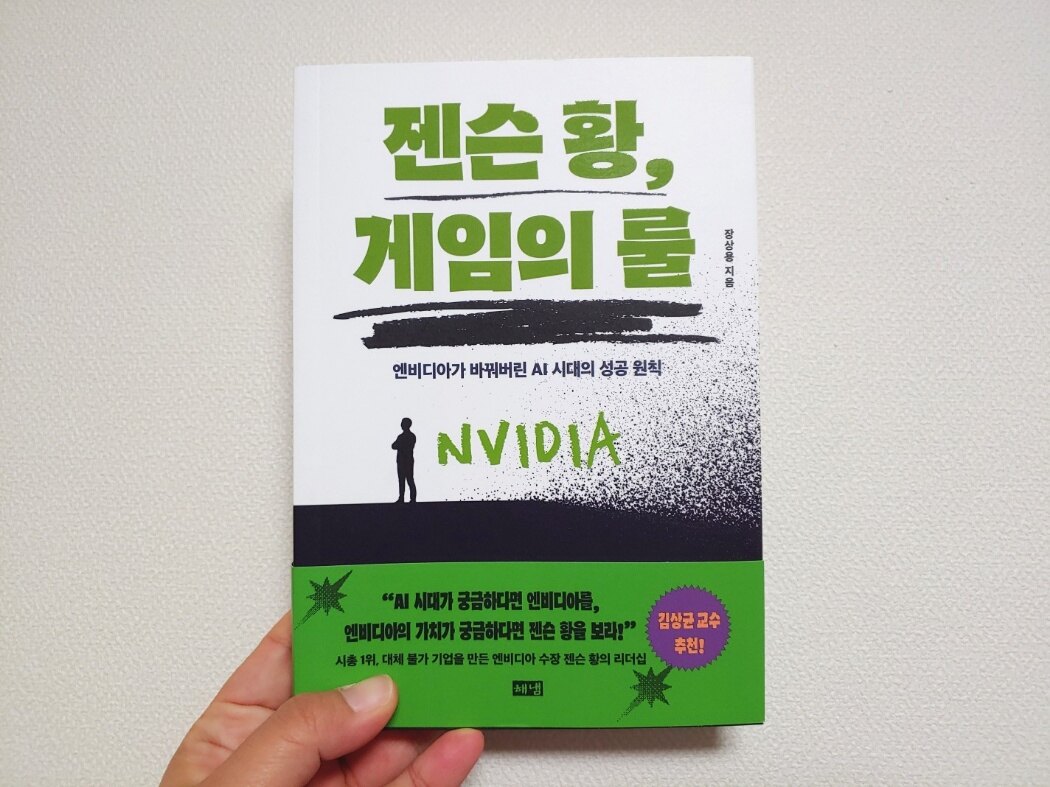 젠슨 황,
게임의 룰
장상용 지음
엔비디아가 바꿔버린 AI 시대의 성공 원칙
NVIDIA
“AI 시대가 궁금하다면 엔비디아를,
엔비디아의 가치가 궁금하다면 젠슨 황을 보라!”
시총 1위, 대체 불가 기업을 만든 엔비디아 수장 젠슨 황의 리더십
김상균 교수
추천!
해냄